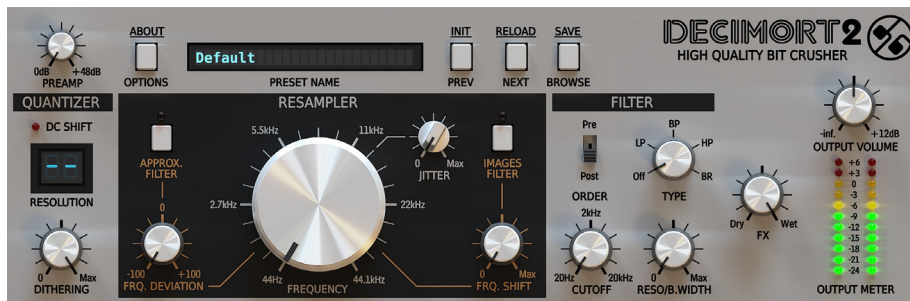 0dB
+48dB
PREAMP
ABOUT
OPTIONS
Default
PRESET NAME
INIT
PREV
RELOAD
NEXT
SAVE
BROWSE
DECIMORT2
HIGH QUALITY BIT CRUSHER
QUANTIZER
DC SHIFT
--
RESOLUTION
0
Max
DITHERING
RESAMPLER
APPROX.
FILTER
0
-100
+100
FRQ. DEVIATION
44Hz
2.7kHz
5.5kHz
11kHz
22kHz
44.1kHz
FREQUENCY
0
Max
JITTER
IMAGES
FILTER
0
Max
FRQ. SHIFT
FILTER
Pre
Post
ORDER
Off
LP
BP
HP
BR
TYPE
2kHz
20Hz
20kHz
CUTOFF
0
Max
RESO/B.WIDTH
Dry
Wet
FX
-inf.
+12dB
OUTPUT VOLUME
+6
+3
0
-3
-6
-9
-12
-15
-18
-21
-24
OUTPUT METER